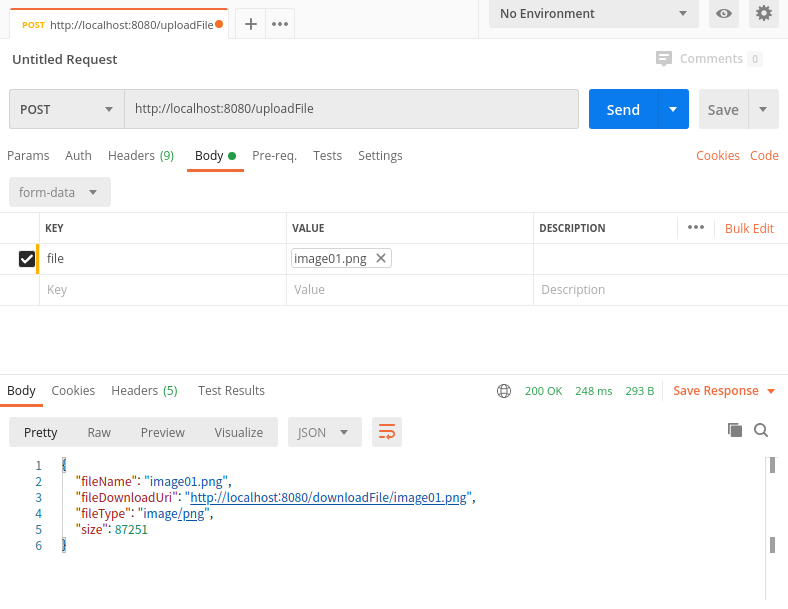 POST http://localhost:8080/uploadFile
No Environment
Untitled Request
Comments 0
POST http://localhost:8080/uploadFile Send Save
Params Auth Headers (9) Body Pre-req. Tests Settings Cookies Code
form-data
KEY VALUE DESCRIPTION Bulk Edit
file image01.png
Key Value Description
Body Cookies Headers (5) Test Results 200 OK 248 ms 293 B Save Response
Pretty Raw Preview Visualize JSON
1 {
2 "fileName": "image01.png",
3 "fileDownloadUri": "http://localhost:8080/downloadFile/image01.png",
4 "fileType": "image/png",
5 "size": 87251
6 }